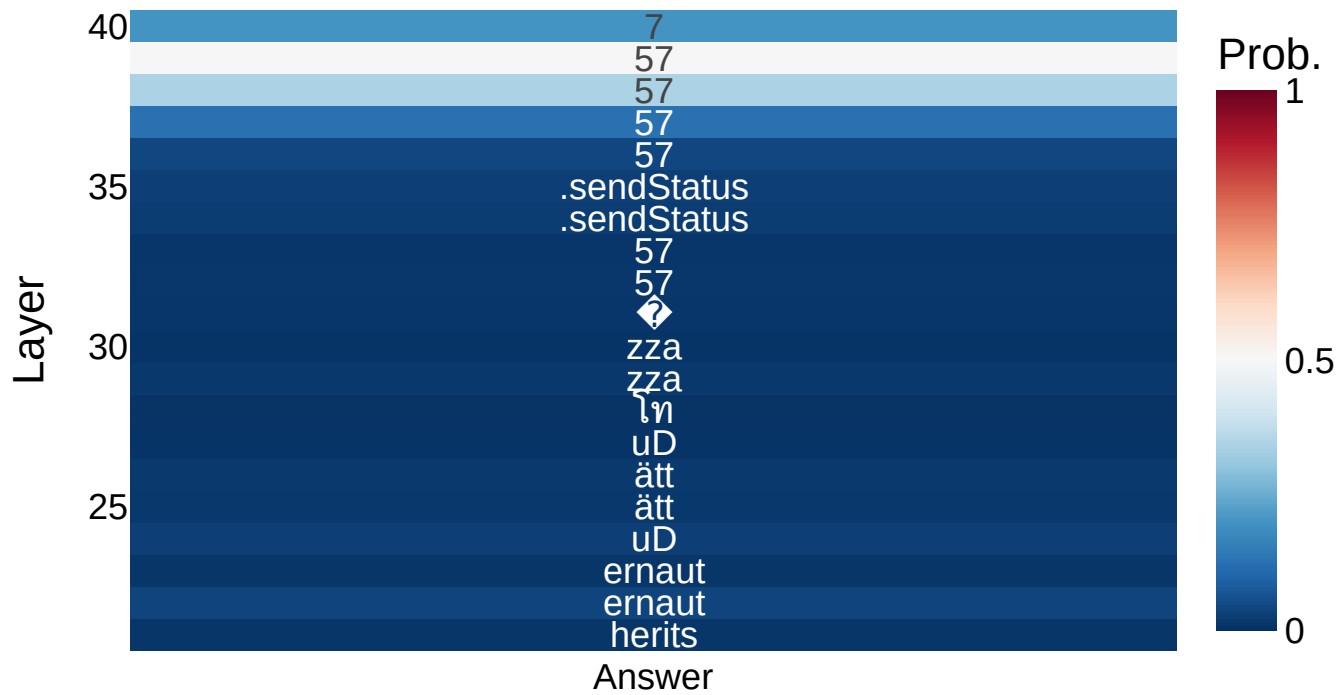 40
7
Prob.
57
1
57
57
57
35
.sendStatus
.sendStatus
57
57
Layer
�
30
zza
0.5
zza
โท
uD
ätt
25
ätt
uD
ernaut
ernaut
herits
0
Answer